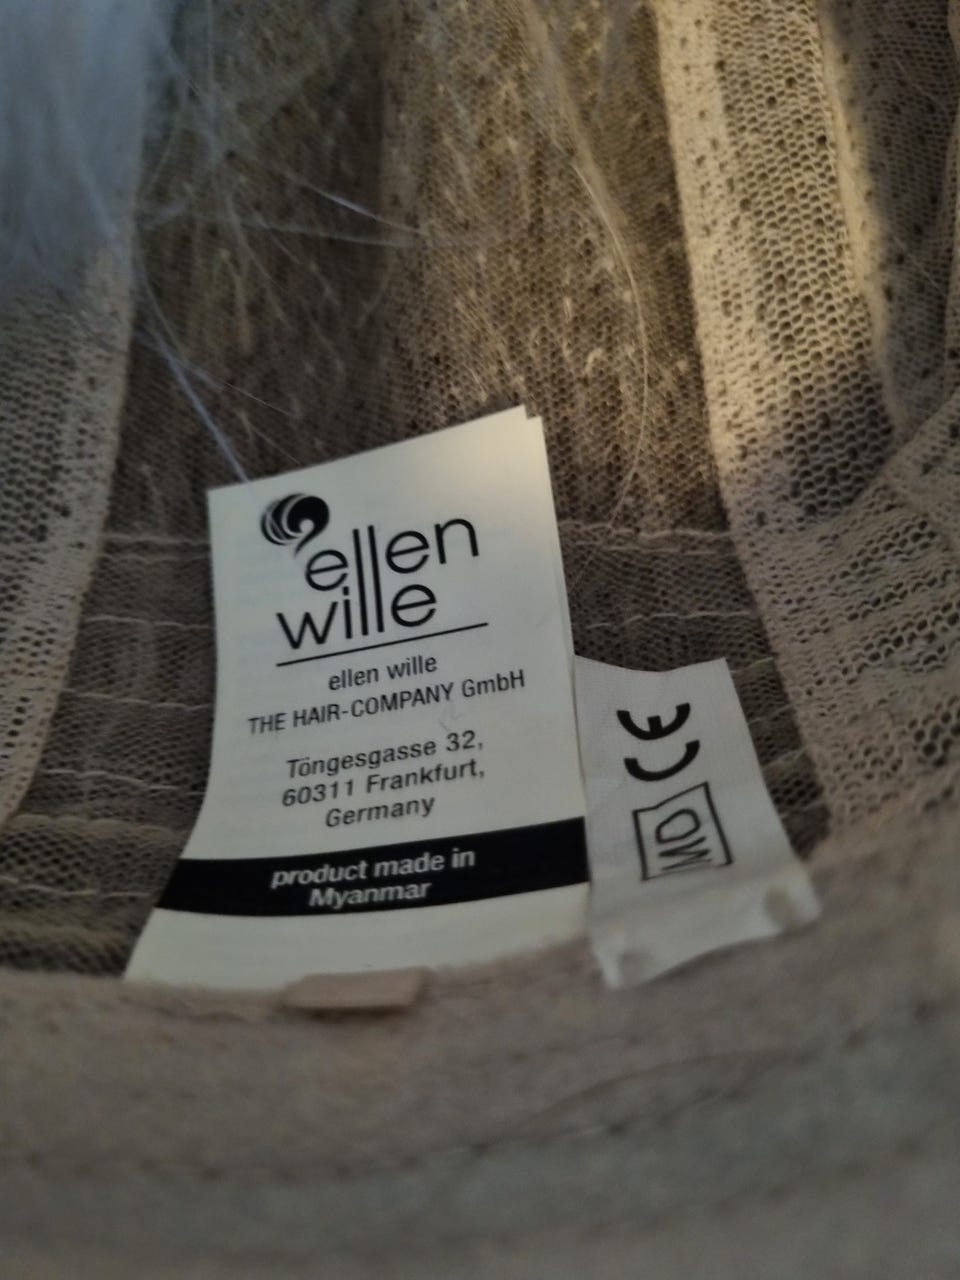 ellen
wille
ellen wille
THE HAIR-COMPANY GmbH
Töngesgasse 32,
60311 Frankfurt,
Germany
product made in
Myanmar
CE
MD